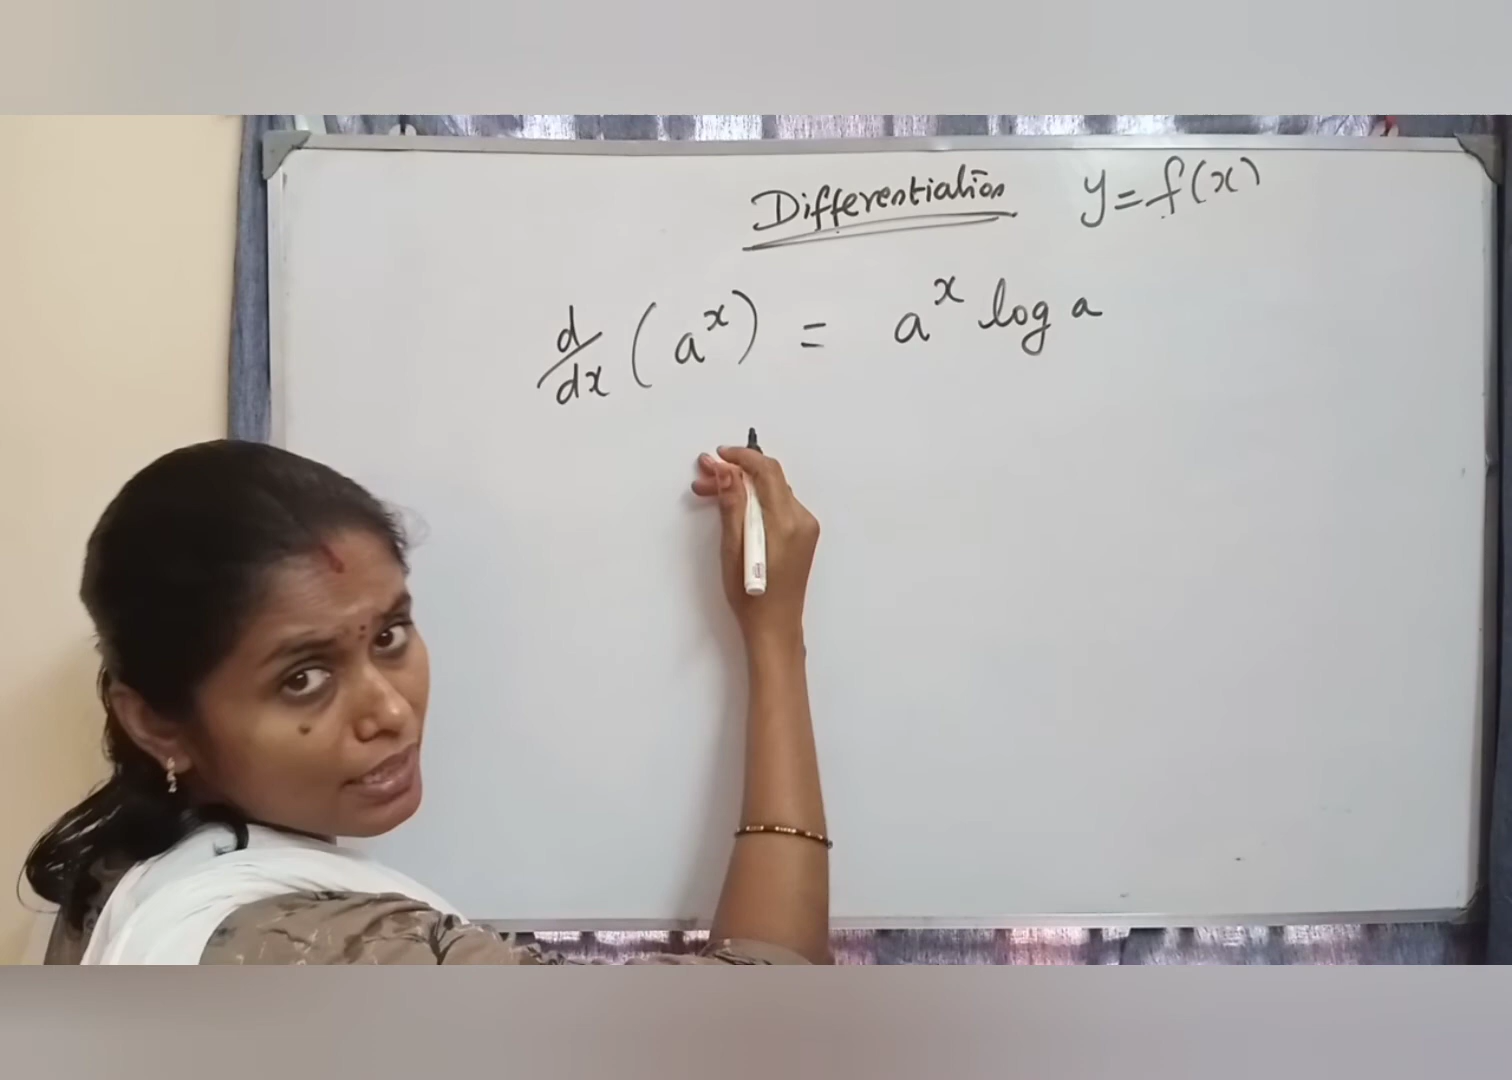 Differentiation y = f(x)
d/dx (a^x) = a^x log a